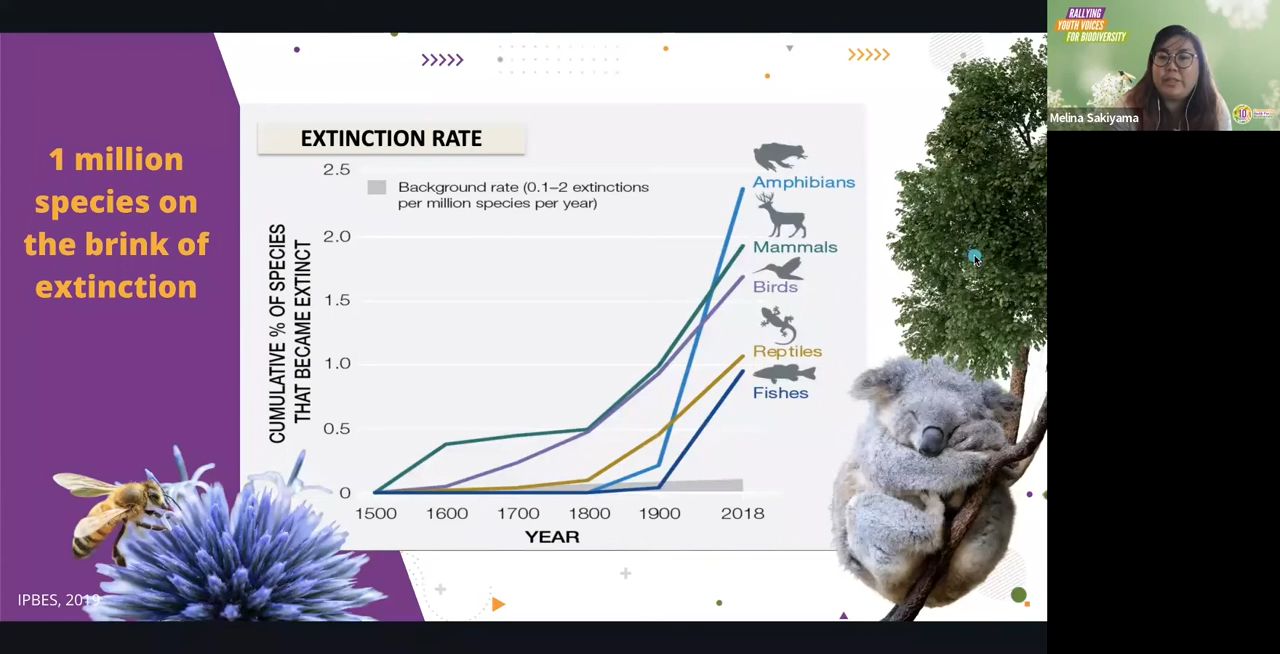 1 million
species on
the brink of
extinction
IPBES, 2019
EXTINCTION RATE
Background rate (0.1–2 extinctions
per million species per year)
CUMULATIVE % OF SPECIES
THAT BECAME EXTINCT
2.5
2.0
1.5
1.0
0.5
0
1500
1600
1700
1800
1900
2018
YEAR
Amphibians
Mammals
Birds
Reptiles
Fishes
RALLYING
YOUTH VOICES
FOR BIODIVERSITY
10
Melina Sakiyama